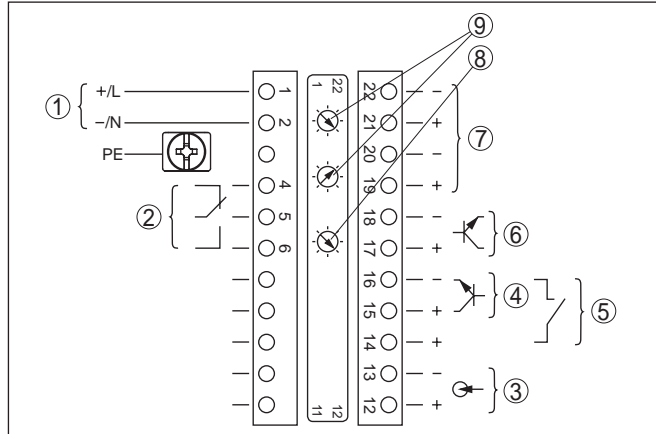 ⑨
⑧
① +/L 1 1 22 22 −
−/N 2 21 + ⑦
PE 20 −
4 19 +
② 5 18 − ⑥
6 17 +
16 − ④ ⑤
15 +
14 +
13 − ③
11 12 12 +